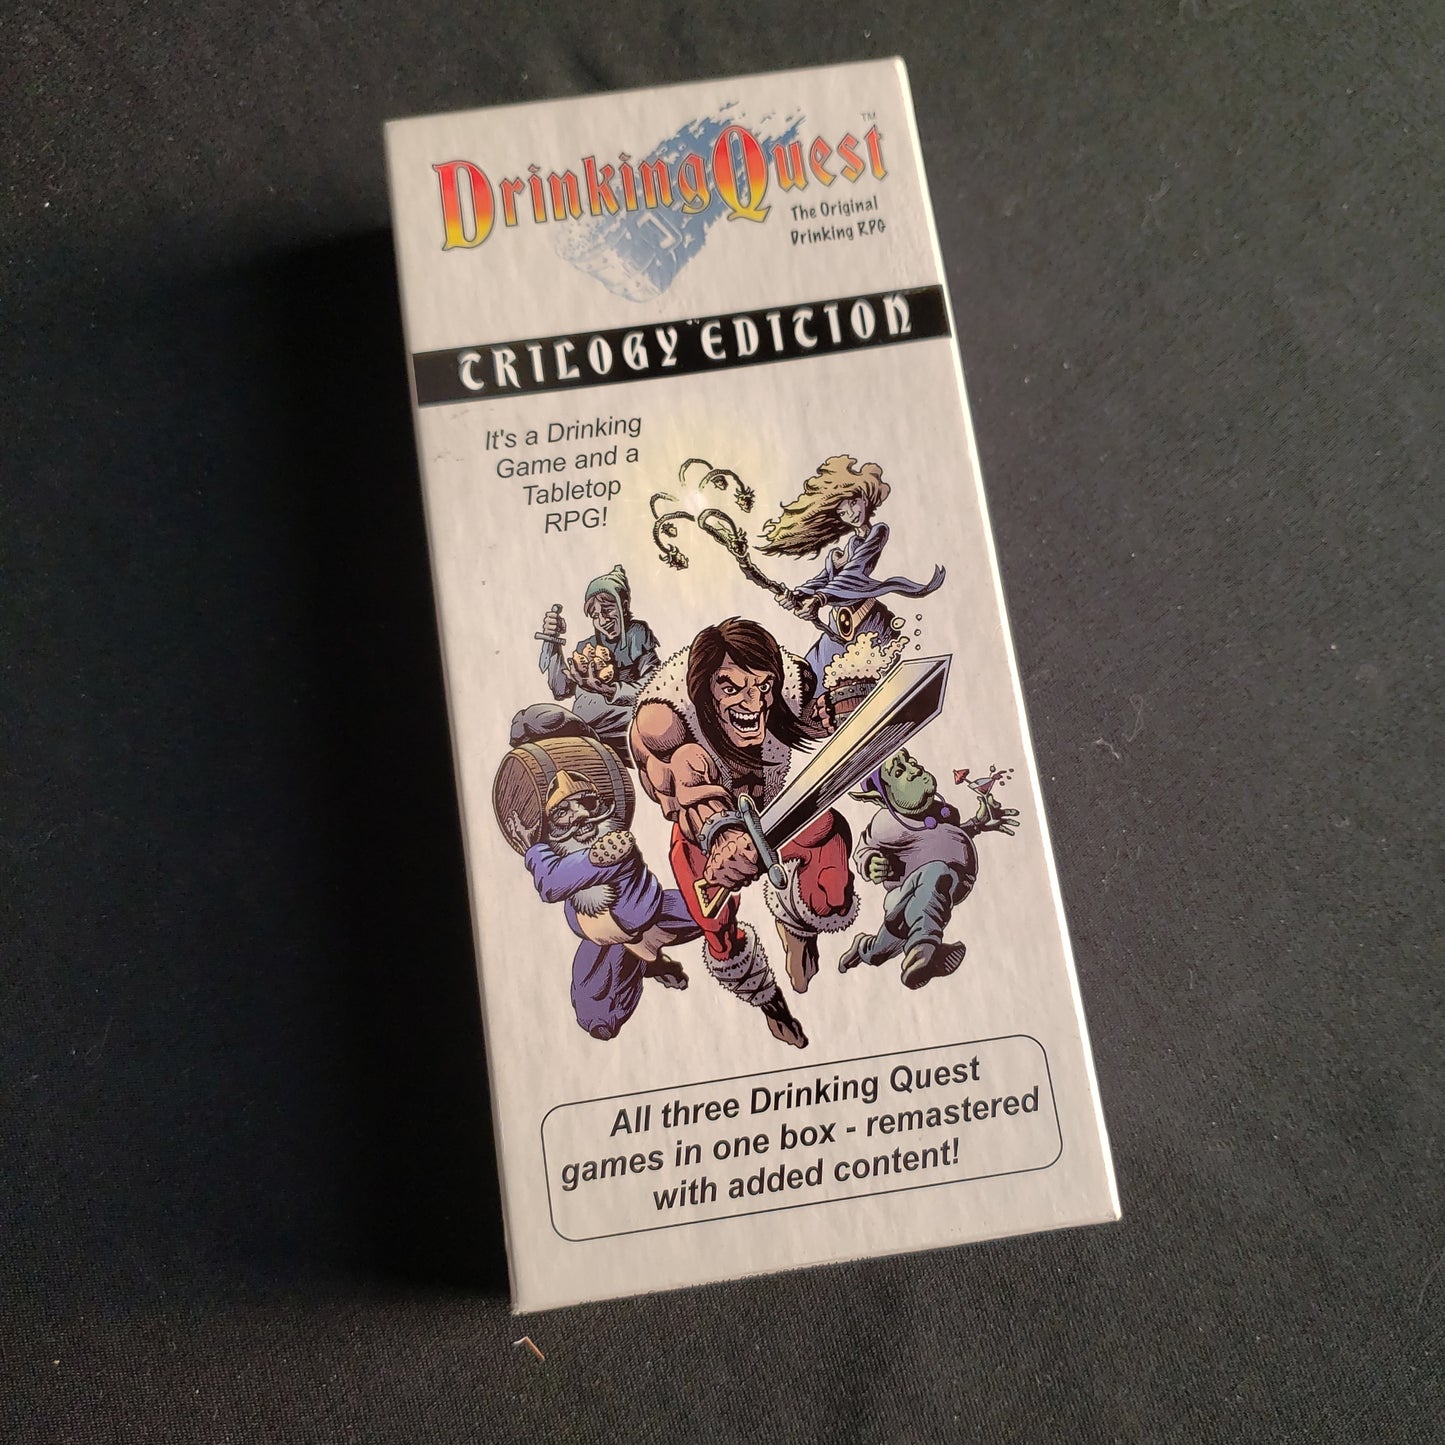 DrinkingQuest™
The Original
Drinking RPG
TRILOGY EDITION
It's a Drinking
Game and a
Tabletop
RPG!
All three Drinking Quest
games in one box - remastered
with added content!